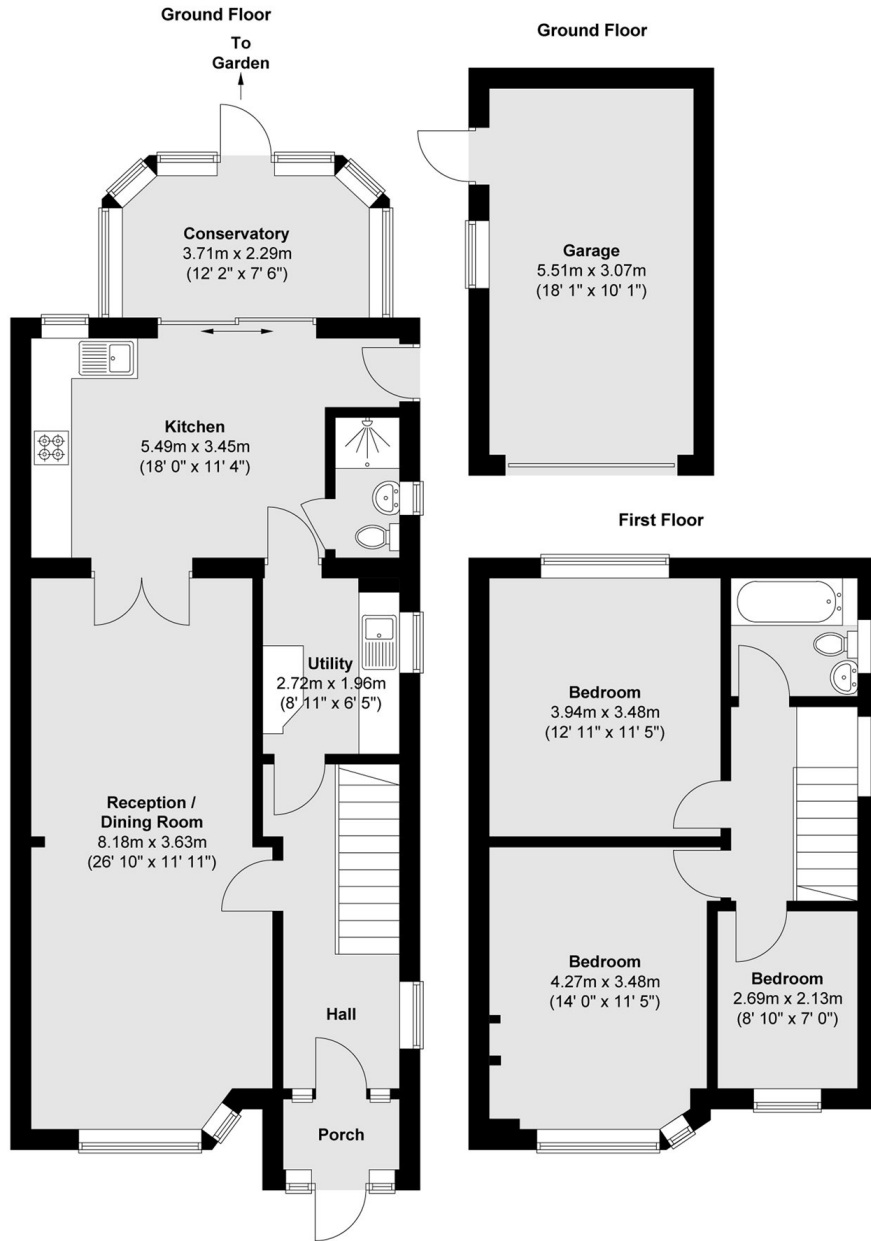 Ground Floor
To
Garden
Conservatory
3.71m x 2.29m
(12' 2" x 7' 6")
Kitchen
5.49m x 3.45m
(18' 0" x 11' 4")
Utility
2.72m x 1.96m
(8' 11" x 6' 5")
Reception /
Dining Room
8.18m x 3.63m
(26' 10" x 11' 11")
Hall
Porch
Ground Floor
Garage
5.51m x 3.07m
(18' 1" x 10' 1")
First Floor
Bedroom
3.94m x 3.48m
(12' 11" x 11' 5")
Bedroom
4.27m x 3.48m
(14' 0" x 11' 5")
Bedroom
2.69m x 2.13m
(8' 10" x 7' 0")